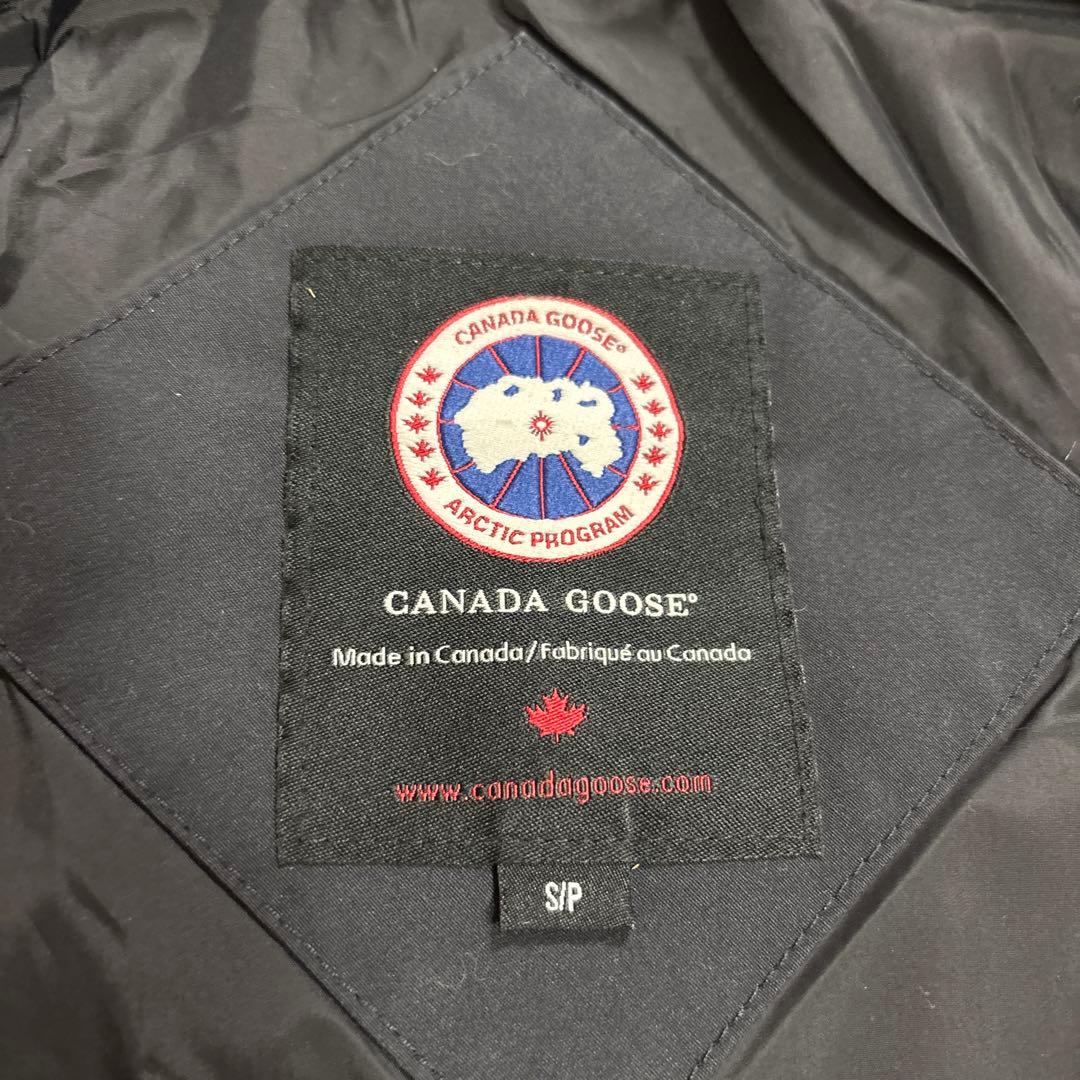 CANADA GOOSE®
ARCTIC PROGRAM
CANADA GOOSE®
Made in Canada/Fabriqué au Canada
www.canadagoose.com
S/P